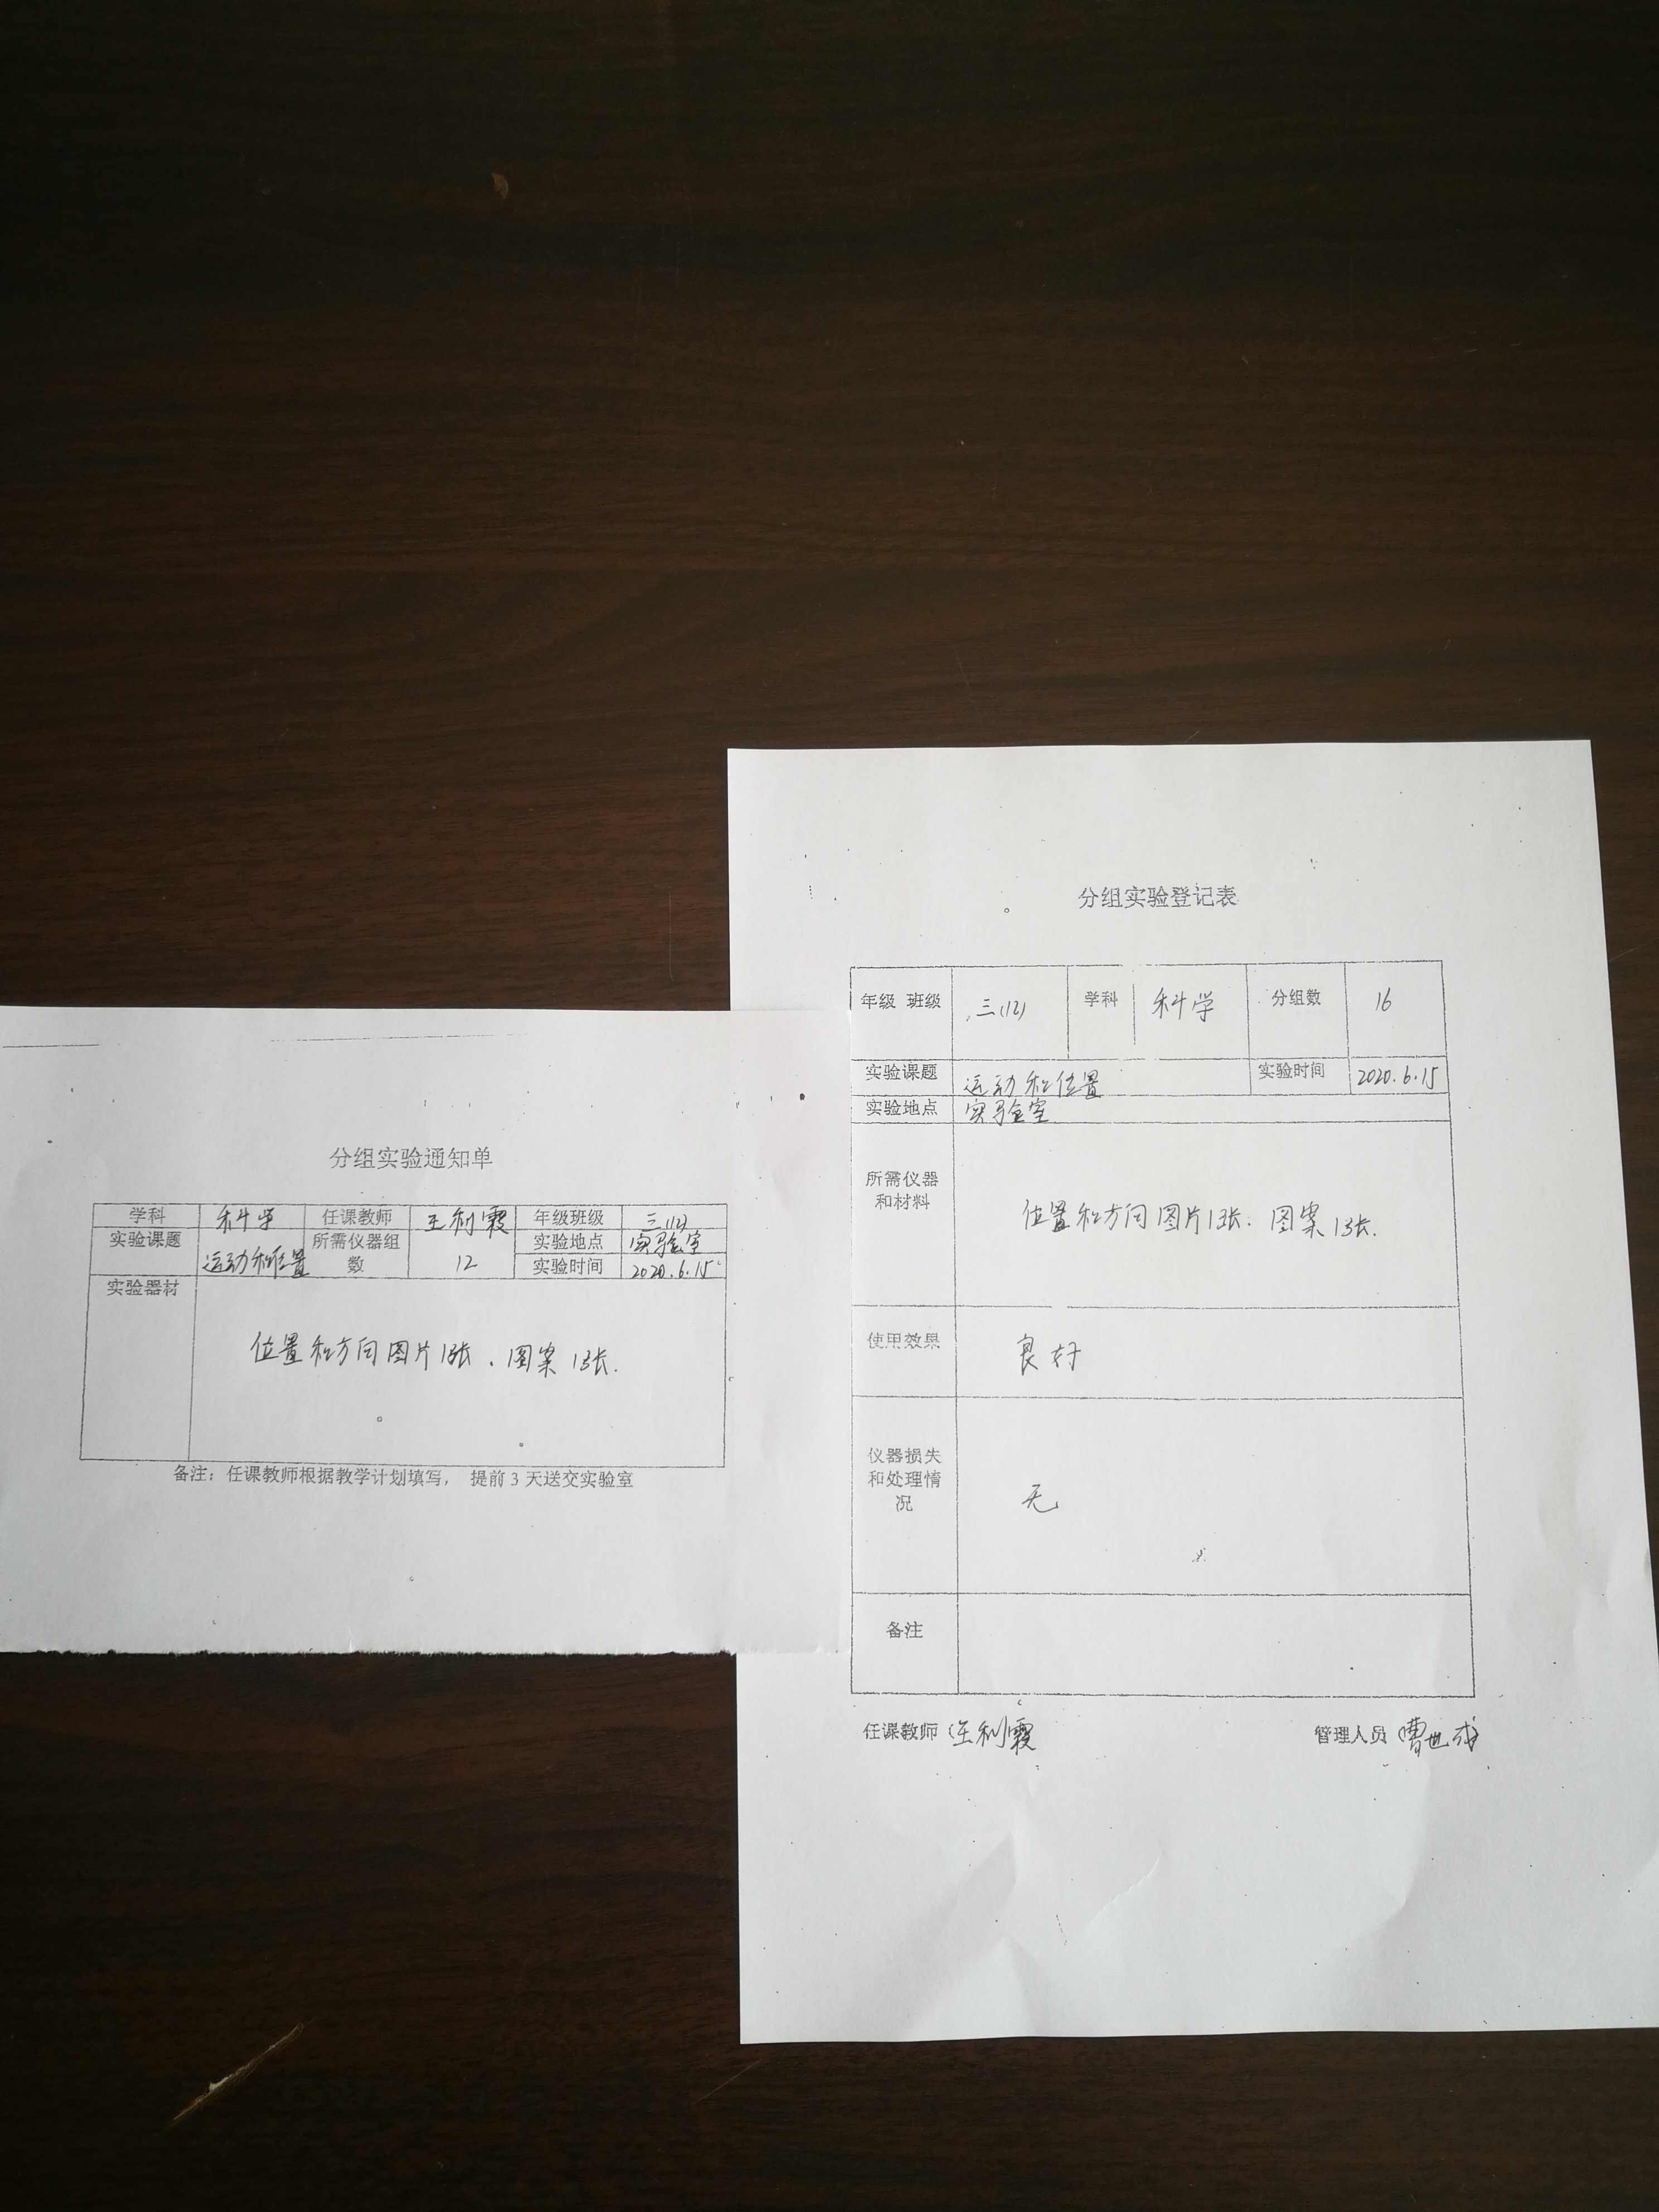 分组实验通知单
学科 科学 任课教师 王利霞 年级班级 三(12)
实验课题 运动和位置 所需仪器组数 12 实验地点 实验室
实验时间 2020.6.15
实验器材
位置和方向图片1张、图案1张.
备注：任课教师根据教学计划填写， 提前3天送交实验室
分组实验登记表
年级 班级 三(12) 学科 科学 分组数 16
实验课题 运动和位置 实验时间 2020.6.15
实验地点 实验室
所需仪器
和材料
位置和方向图片1张、图案1张.
使用效果 良好
仪器损失
和处理情
况
无
备注
任课教师 王利霞 管理人员 曹世